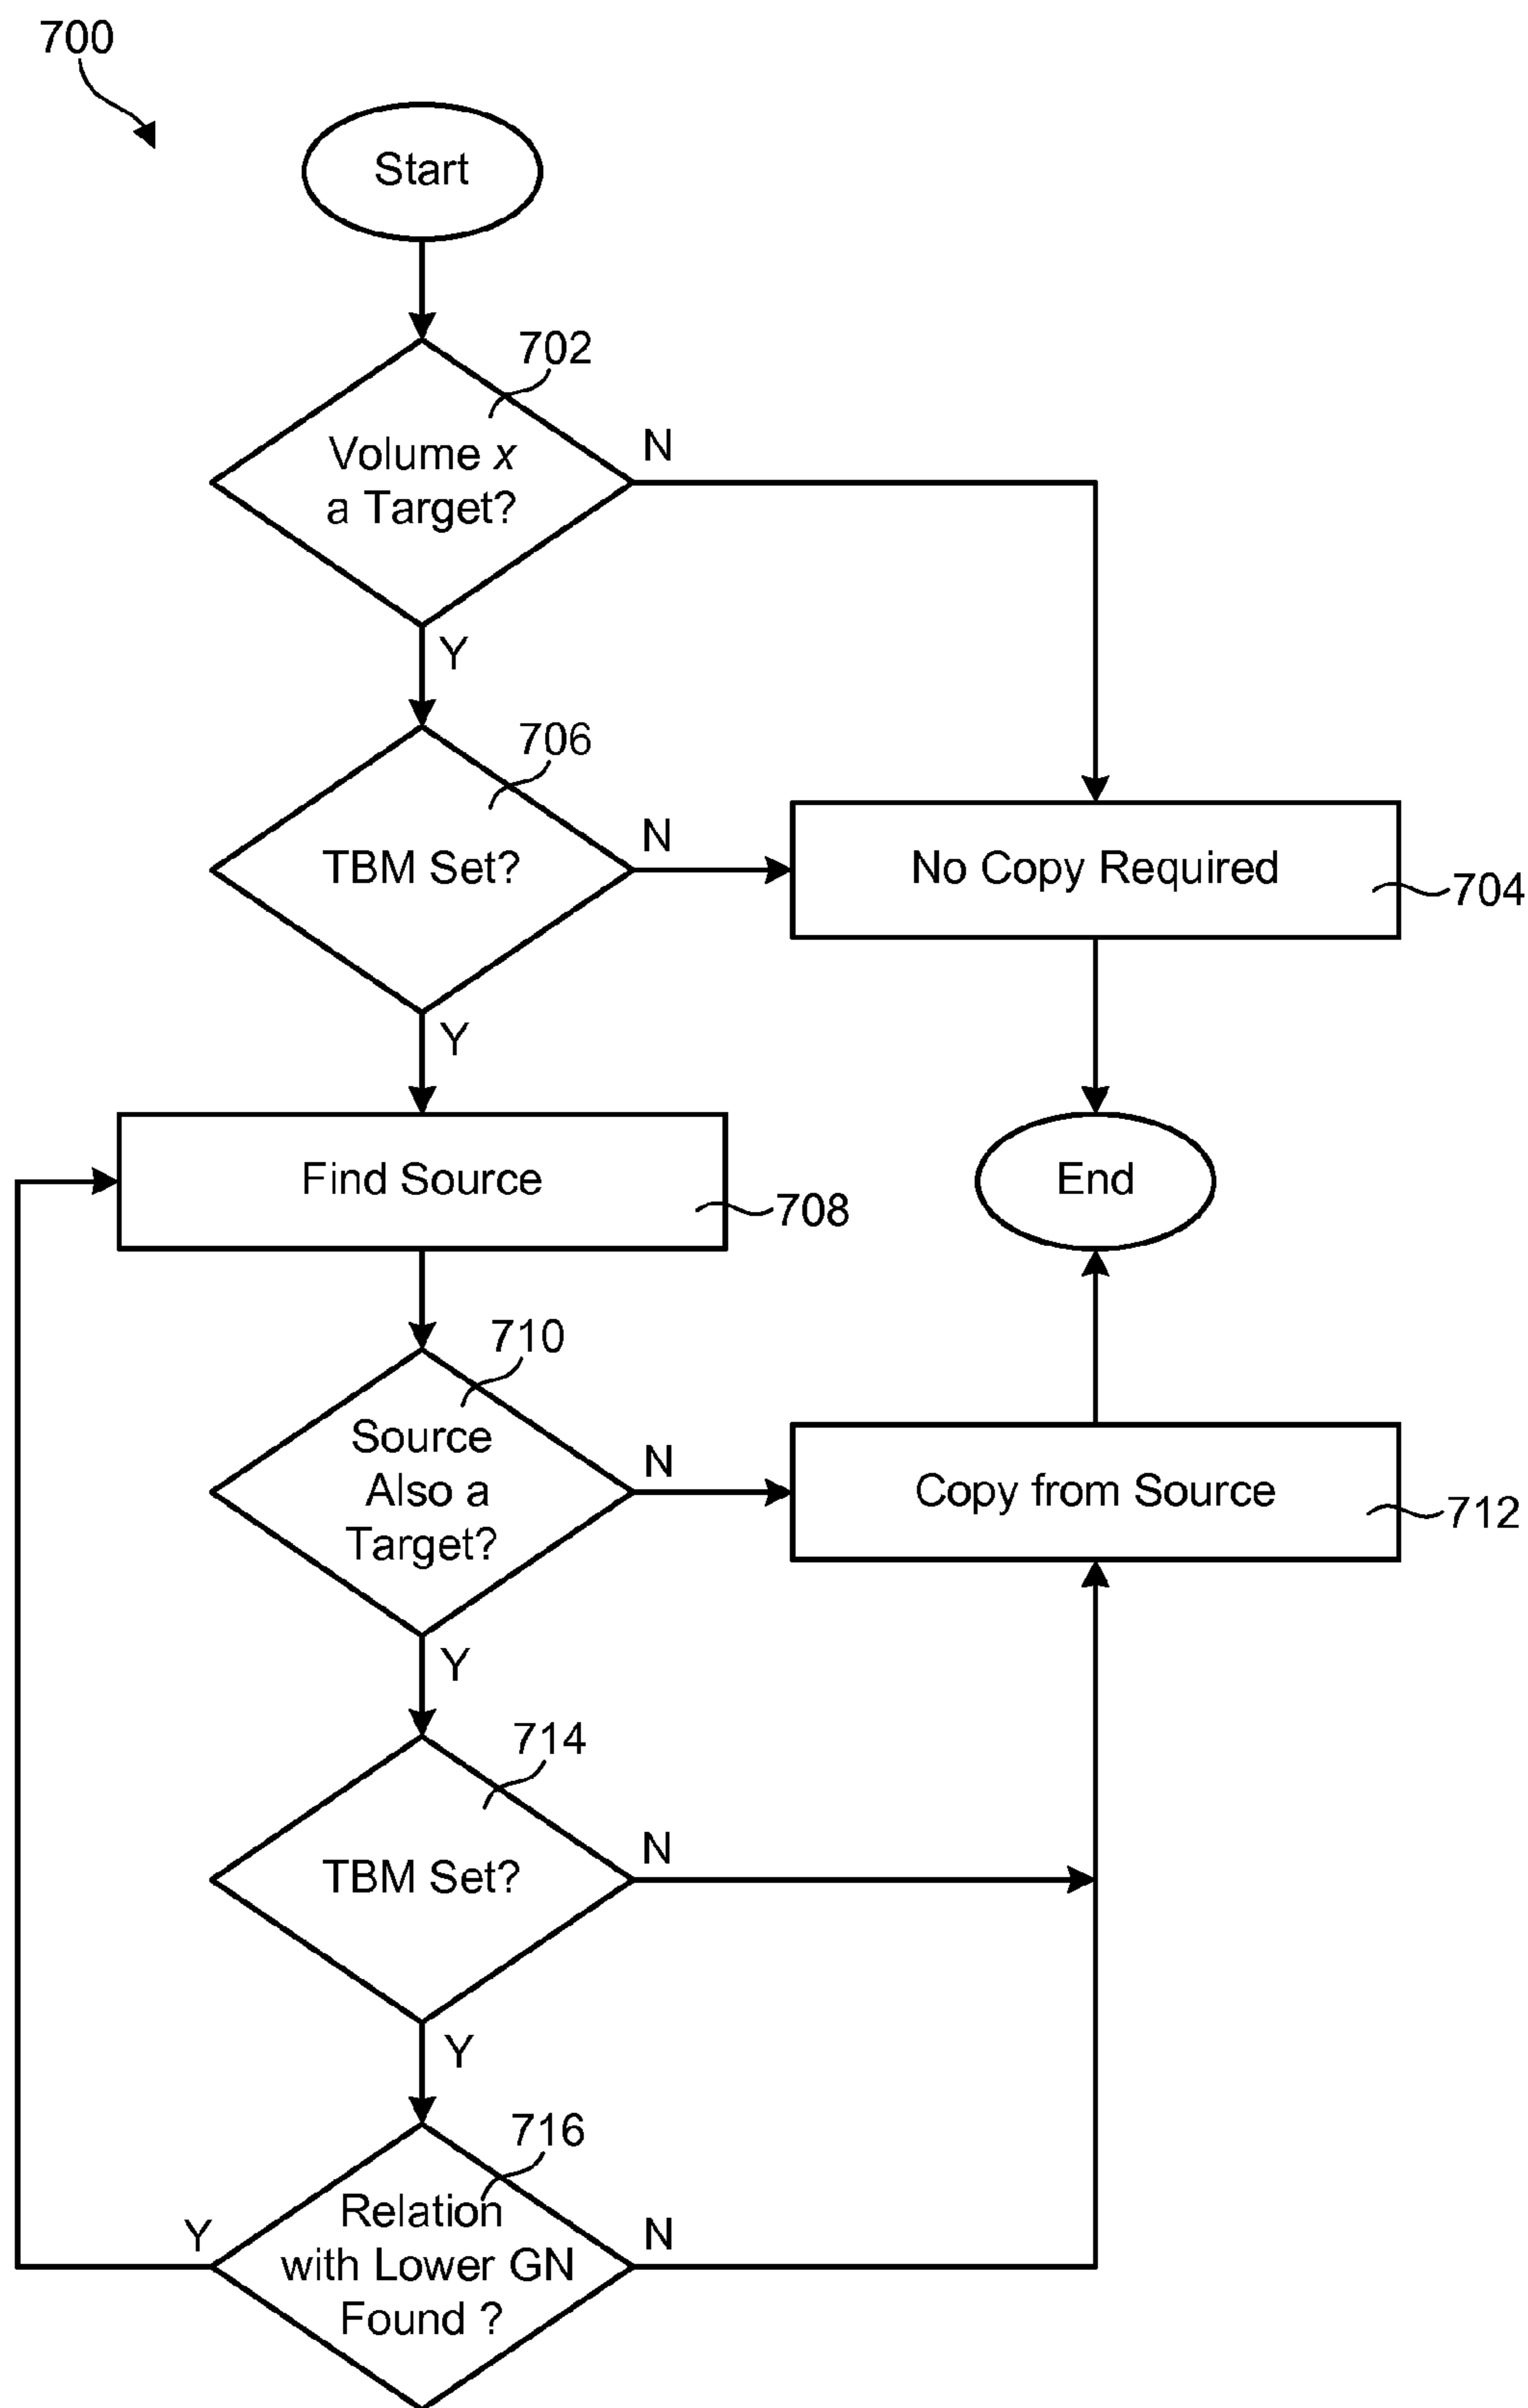 700
Start
702
Volume x
a Target?
N
Y
706
TBM Set?
N
No Copy Required
704
Y
Find Source
708
End
710
Source
Also a
Target?
N
Copy from Source
712
Y
714
TBM Set?
N
Y
716
Relation
with Lower GN
Found ?
Y
N